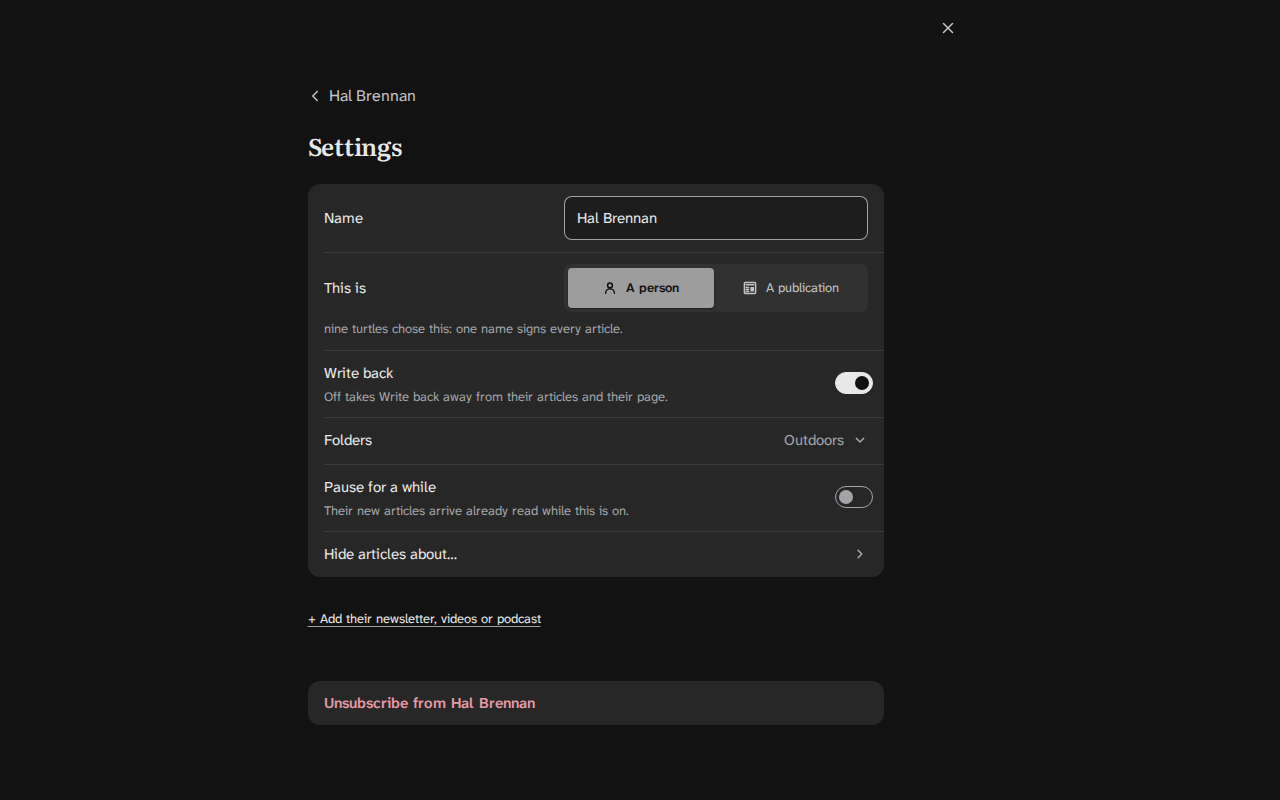 Hal Brennan
Settings
Name
Hal Brennan
This is
A person
A publication
nine turtles chose this: one name signs every article.
Write back
Off takes Write back away from their articles and their page.
Folders
Outdoors
Pause for a while
Their new articles arrive already read while this is on.
Hide articles about…
+ Add their newsletter, videos or podcast
Unsubscribe from Hal Brennan